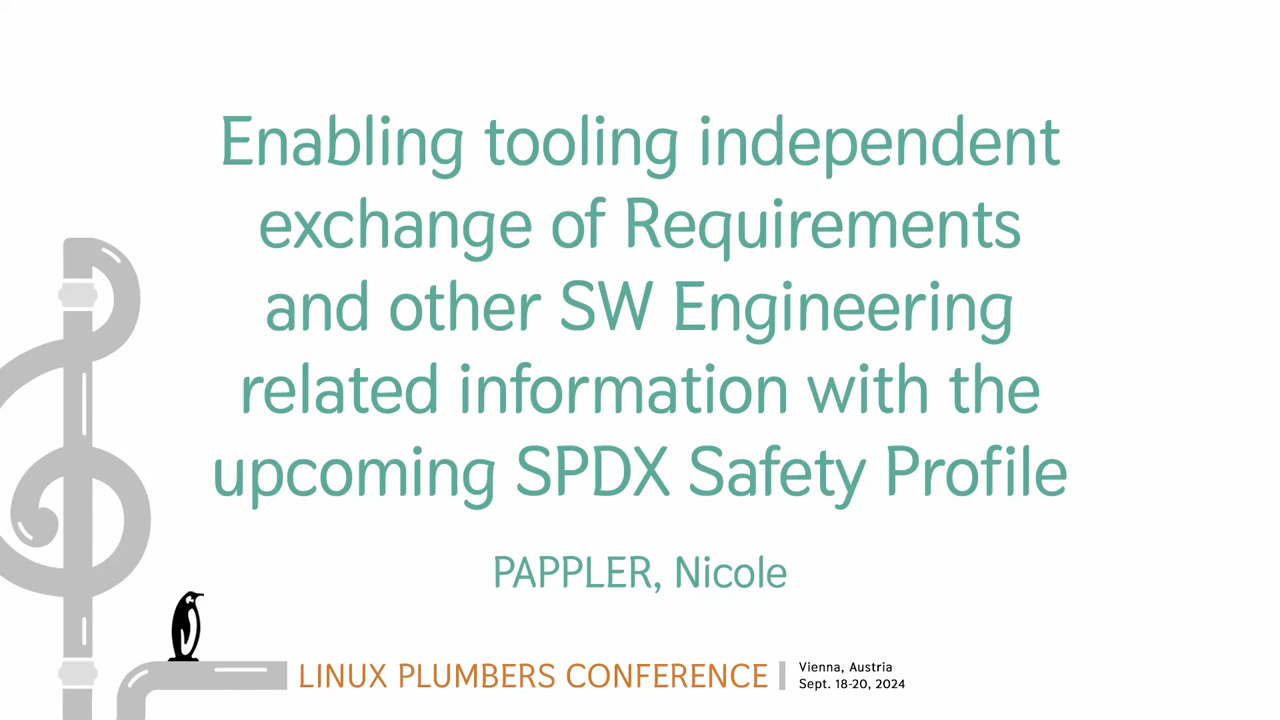 Enabling tooling independent
exchange of Requirements
and other SW Engineering
related information with the
upcoming SPDX Safety Profile
PAPPLER, Nicole
LINUX PLUMBERS CONFERENCE
Vienna, Austria
Sept. 18-20, 2024